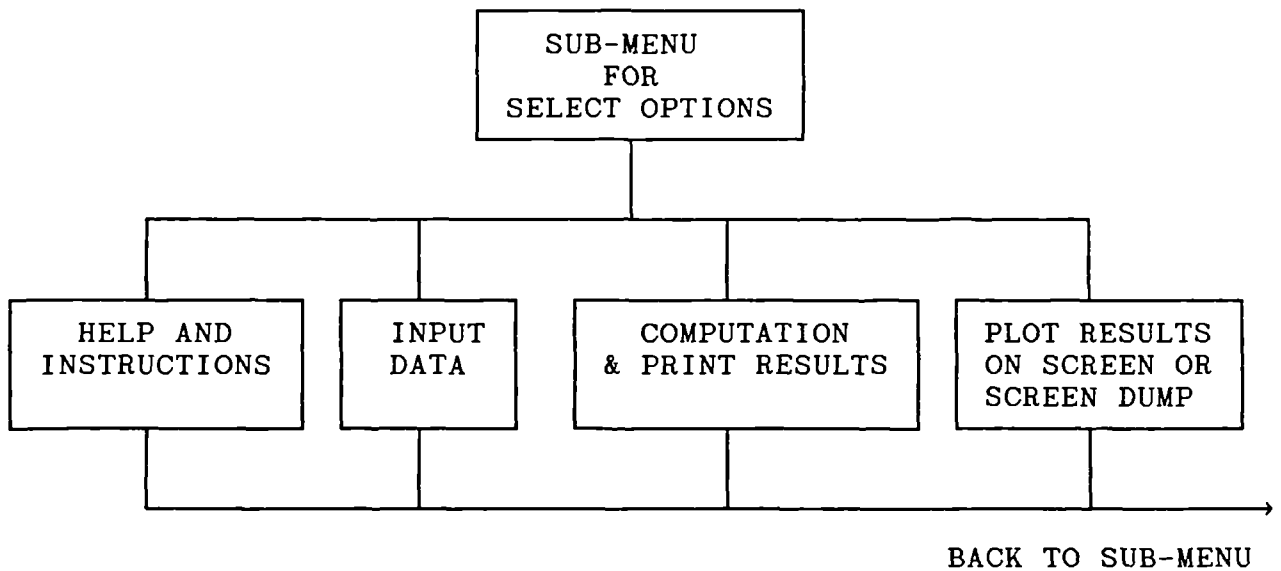 SUB-MENU
FOR
SELECT OPTIONS
HELP AND
INSTRUCTIONS
INPUT
DATA
COMPUTATION
& PRINT RESULTS
PLOT RESULTS
ON SCREEN OR
SCREEN DUMP
BACK TO SUB-MENU